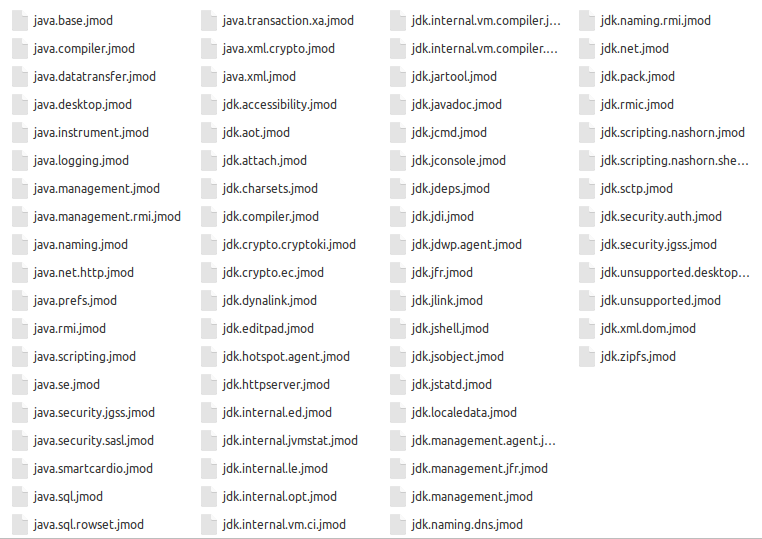 java.base.jmod
java.compiler.jmod
java.datatransfer.jmod
java.desktop.jmod
java.instrument.jmod
java.logging.jmod
java.management.jmod
java.management.rmi.jmod
java.naming.jmod
java.net.http.jmod
java.prefs.jmod
java.rmi.jmod
java.scripting.jmod
java.se.jmod
java.security.jgss.jmod
java.security.sasl.jmod
java.smartcardio.jmod
java.sql.jmod
java.sql.rowset.jmod
java.transaction.xa.jmod
java.xml.crypto.jmod
java.xml.jmod
jdk.accessibility.jmod
jdk.aot.jmod
jdk.attach.jmod
jdk.charsets.jmod
jdk.compiler.jmod
jdk.crypto.cryptoki.jmod
jdk.crypto.ec.jmod
jdk.dynalink.jmod
jdk.editpad.jmod
jdk.hotspot.agent.jmod
jdk.httpserver.jmod
jdk.internal.ed.jmod
jdk.internal.jvmstat.jmod
jdk.internal.le.jmod
jdk.internal.opt.jmod
jdk.internal.vm.ci.jmod
jdk.internal.vm.compiler.j...
jdk.internal.vm.compiler....
jdk.jartool.jmod
jdk.javadoc.jmod
jdk.jcmd.jmod
jdk.jconsole.jmod
jdk.jdeps.jmod
jdk.jdi.jmod
jdk.jdwp.agent.jmod
jdk.jfr.jmod
jdk.jlink.jmod
jdk.jshell.jmod
jdk.jsobject.jmod
jdk.jstatd.jmod
jdk.localedata.jmod
jdk.management.agent.j...
jdk.management.jfr.jmod
jdk.management.jmod
jdk.naming.dns.jmod
jdk.naming.rmi.jmod
jdk.net.jmod
jdk.pack.jmod
jdk.rmic.jmod
jdk.scripting.nashorn.jmod
jdk.scripting.nashorn.she...
jdk.sctp.jmod
jdk.security.auth.jmod
jdk.security.jgss.jmod
jdk.unsupported.desktop...
jdk.unsupported.jmod
jdk.xml.dom.jmod
jdk.zipfs.jmod